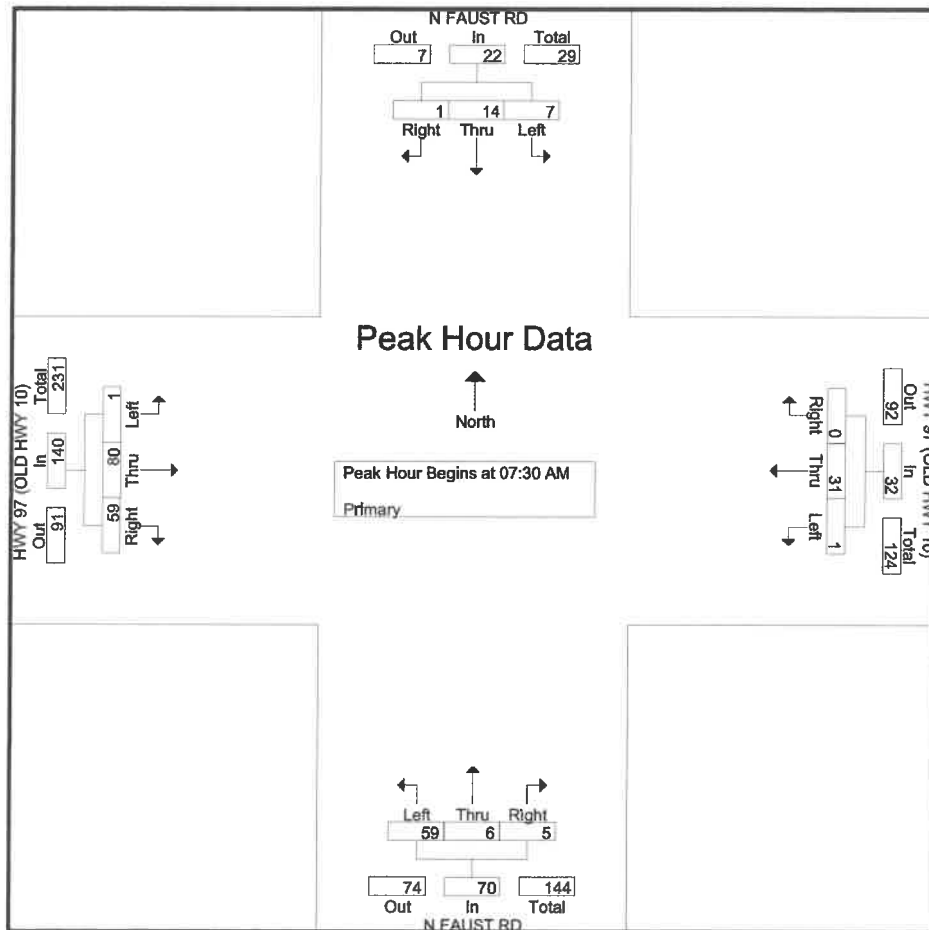 N FAUST RD
Out In Total
7 22 29
1 14 7
Right Thru Left
Peak Hour Data
North
Peak Hour Begins at 07:30 AM
Primary
HWY 97 (OLD HWY 10)
Total In Out
231 140 91
1 80 59
Left Thru Right
Out In Total
92 32 124
0 31 1
Right Thru Left
Left Thru Right
59 6 5
74 70 144
Out In Total
N FAUST RD